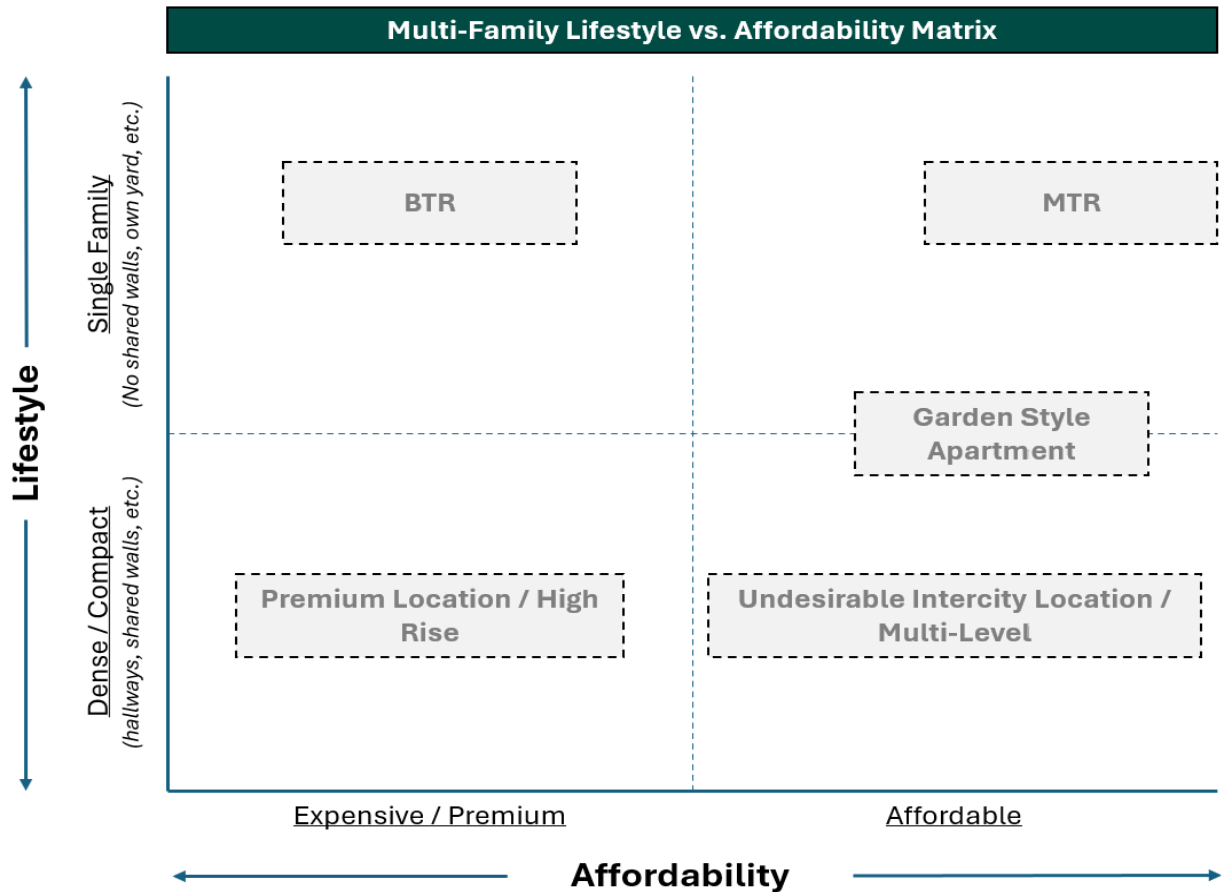 Multi-Family Lifestyle vs. Affordability Matrix
Lifestyle
Single Family
(No shared walls, own yard, etc.)
Dense / Compact
(hallways, shared walls, etc.)
BTR
MTR
Garden Style
Apartment
Premium Location / High
Rise
Undesirable Intercity Location /
Multi-Level
Expensive / Premium
Affordable
Affordability